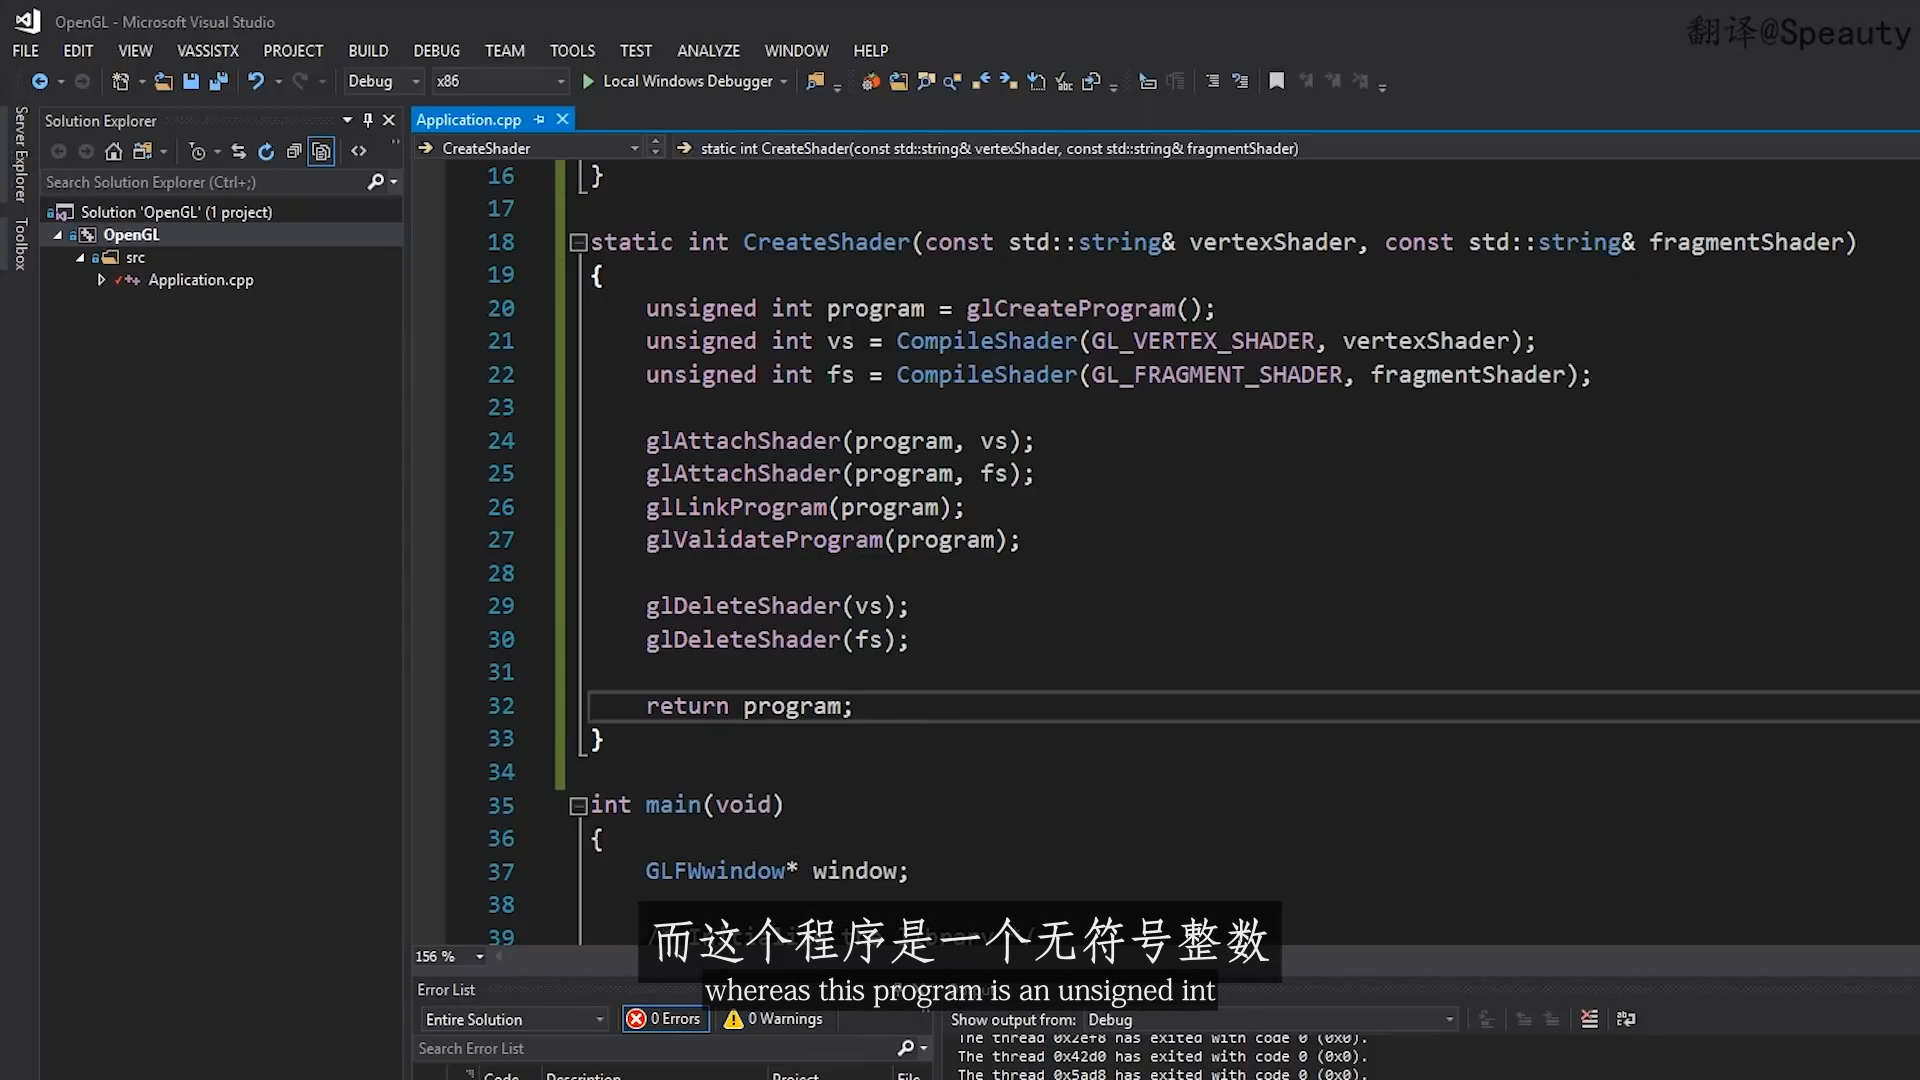 OpenGL - Microsoft Visual Studio
翻译@Speauty
FILE EDIT VIEW VASSISTX PROJECT BUILD DEBUG TEAM TOOLS TEST ANALYZE WINDOW HELP
Debug x86 Local Windows Debugger
Server Explorer
Toolbox
Solution Explorer
Search Solution Explorer (Ctrl+;)
Solution 'OpenGL' (1 project)
OpenGL
src
Application.cpp
Application.cpp
CreateShader static int CreateShader(const std::string& vertexShader, const std::string& fragmentShader)
16 }
17
18 static int CreateShader(const std::string& vertexShader, const std::string& fragmentShader)
19 {
20 unsigned int program = glCreateProgram();
21 unsigned int vs = CompileShader(GL_VERTEX_SHADER, vertexShader);
22 unsigned int fs = CompileShader(GL_FRAGMENT_SHADER, fragmentShader);
23
24 glAttachShader(program, vs);
25 glAttachShader(program, fs);
26 glLinkProgram(program);
27 glValidateProgram(program);
28
29 glDeleteShader(vs);
30 glDeleteShader(fs);
31
32 return program;
33 }
34
35 int main(void)
36 {
37 GLFWwindow* window;
38
39
而这个程序是一个无符号整数
whereas this program is an unsigned int
156 %
Error List
Entire Solution 0 Errors 0 Warnings
Search Error List
Code Description Project File
Show output from: Debug
The thread 0x2ef8 has exited with code 0 (0x0).
The thread 0x42d0 has exited with code 0 (0x0).
The thread 0x5ad8 has exited with code 0 (0x0).